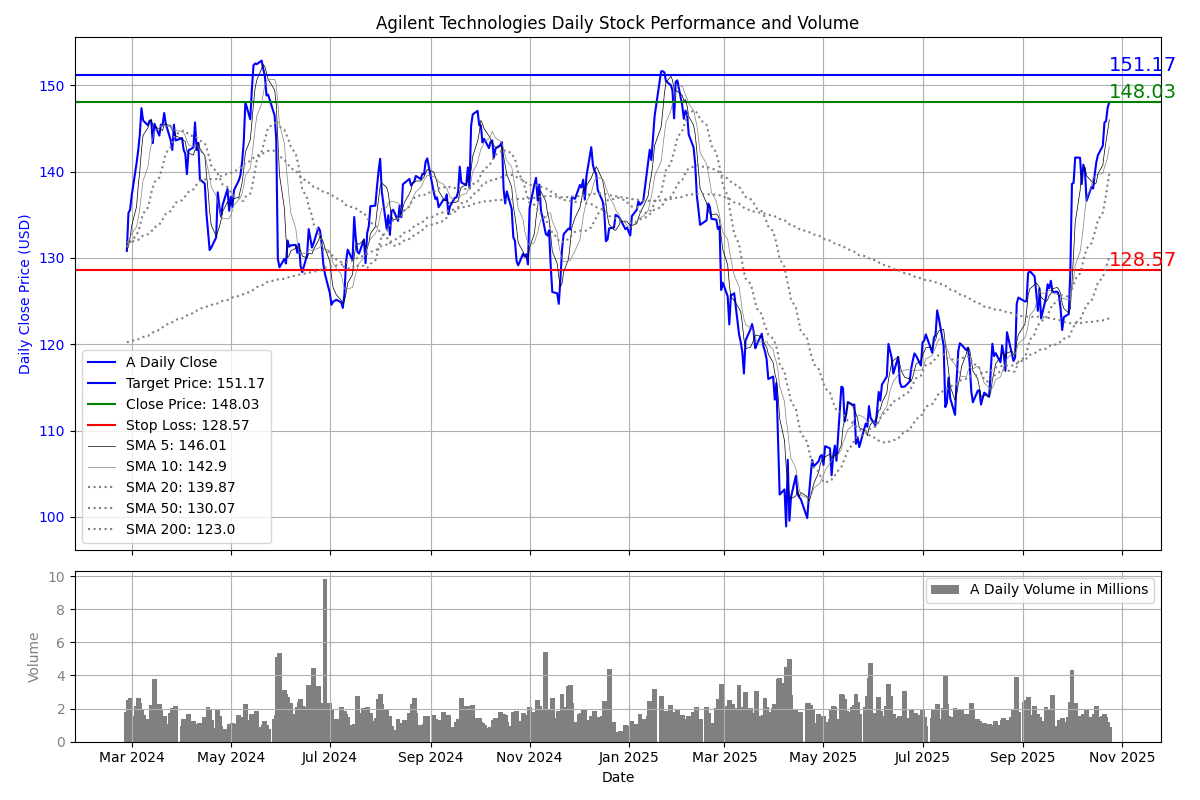 Agilent Technologies Daily Stock Performance and Volume
Daily Close Price (USD)
150
140
130
120
110
100
151.17
148.03
128.57
A Daily Close
Target Price: 151.17
Close Price: 148.03
Stop Loss: 128.57
SMA 5: 146.01
SMA 10: 142.9
SMA 20: 139.87
SMA 50: 130.07
SMA 200: 123.0
Volume
10
8
6
4
2
0
A Daily Volume in Millions
Mar 2024 May 2024 Jul 2024 Sep 2024 Nov 2024 Jan 2025 Mar 2025 May 2025 Jul 2025 Sep 2025 Nov 2025
Date